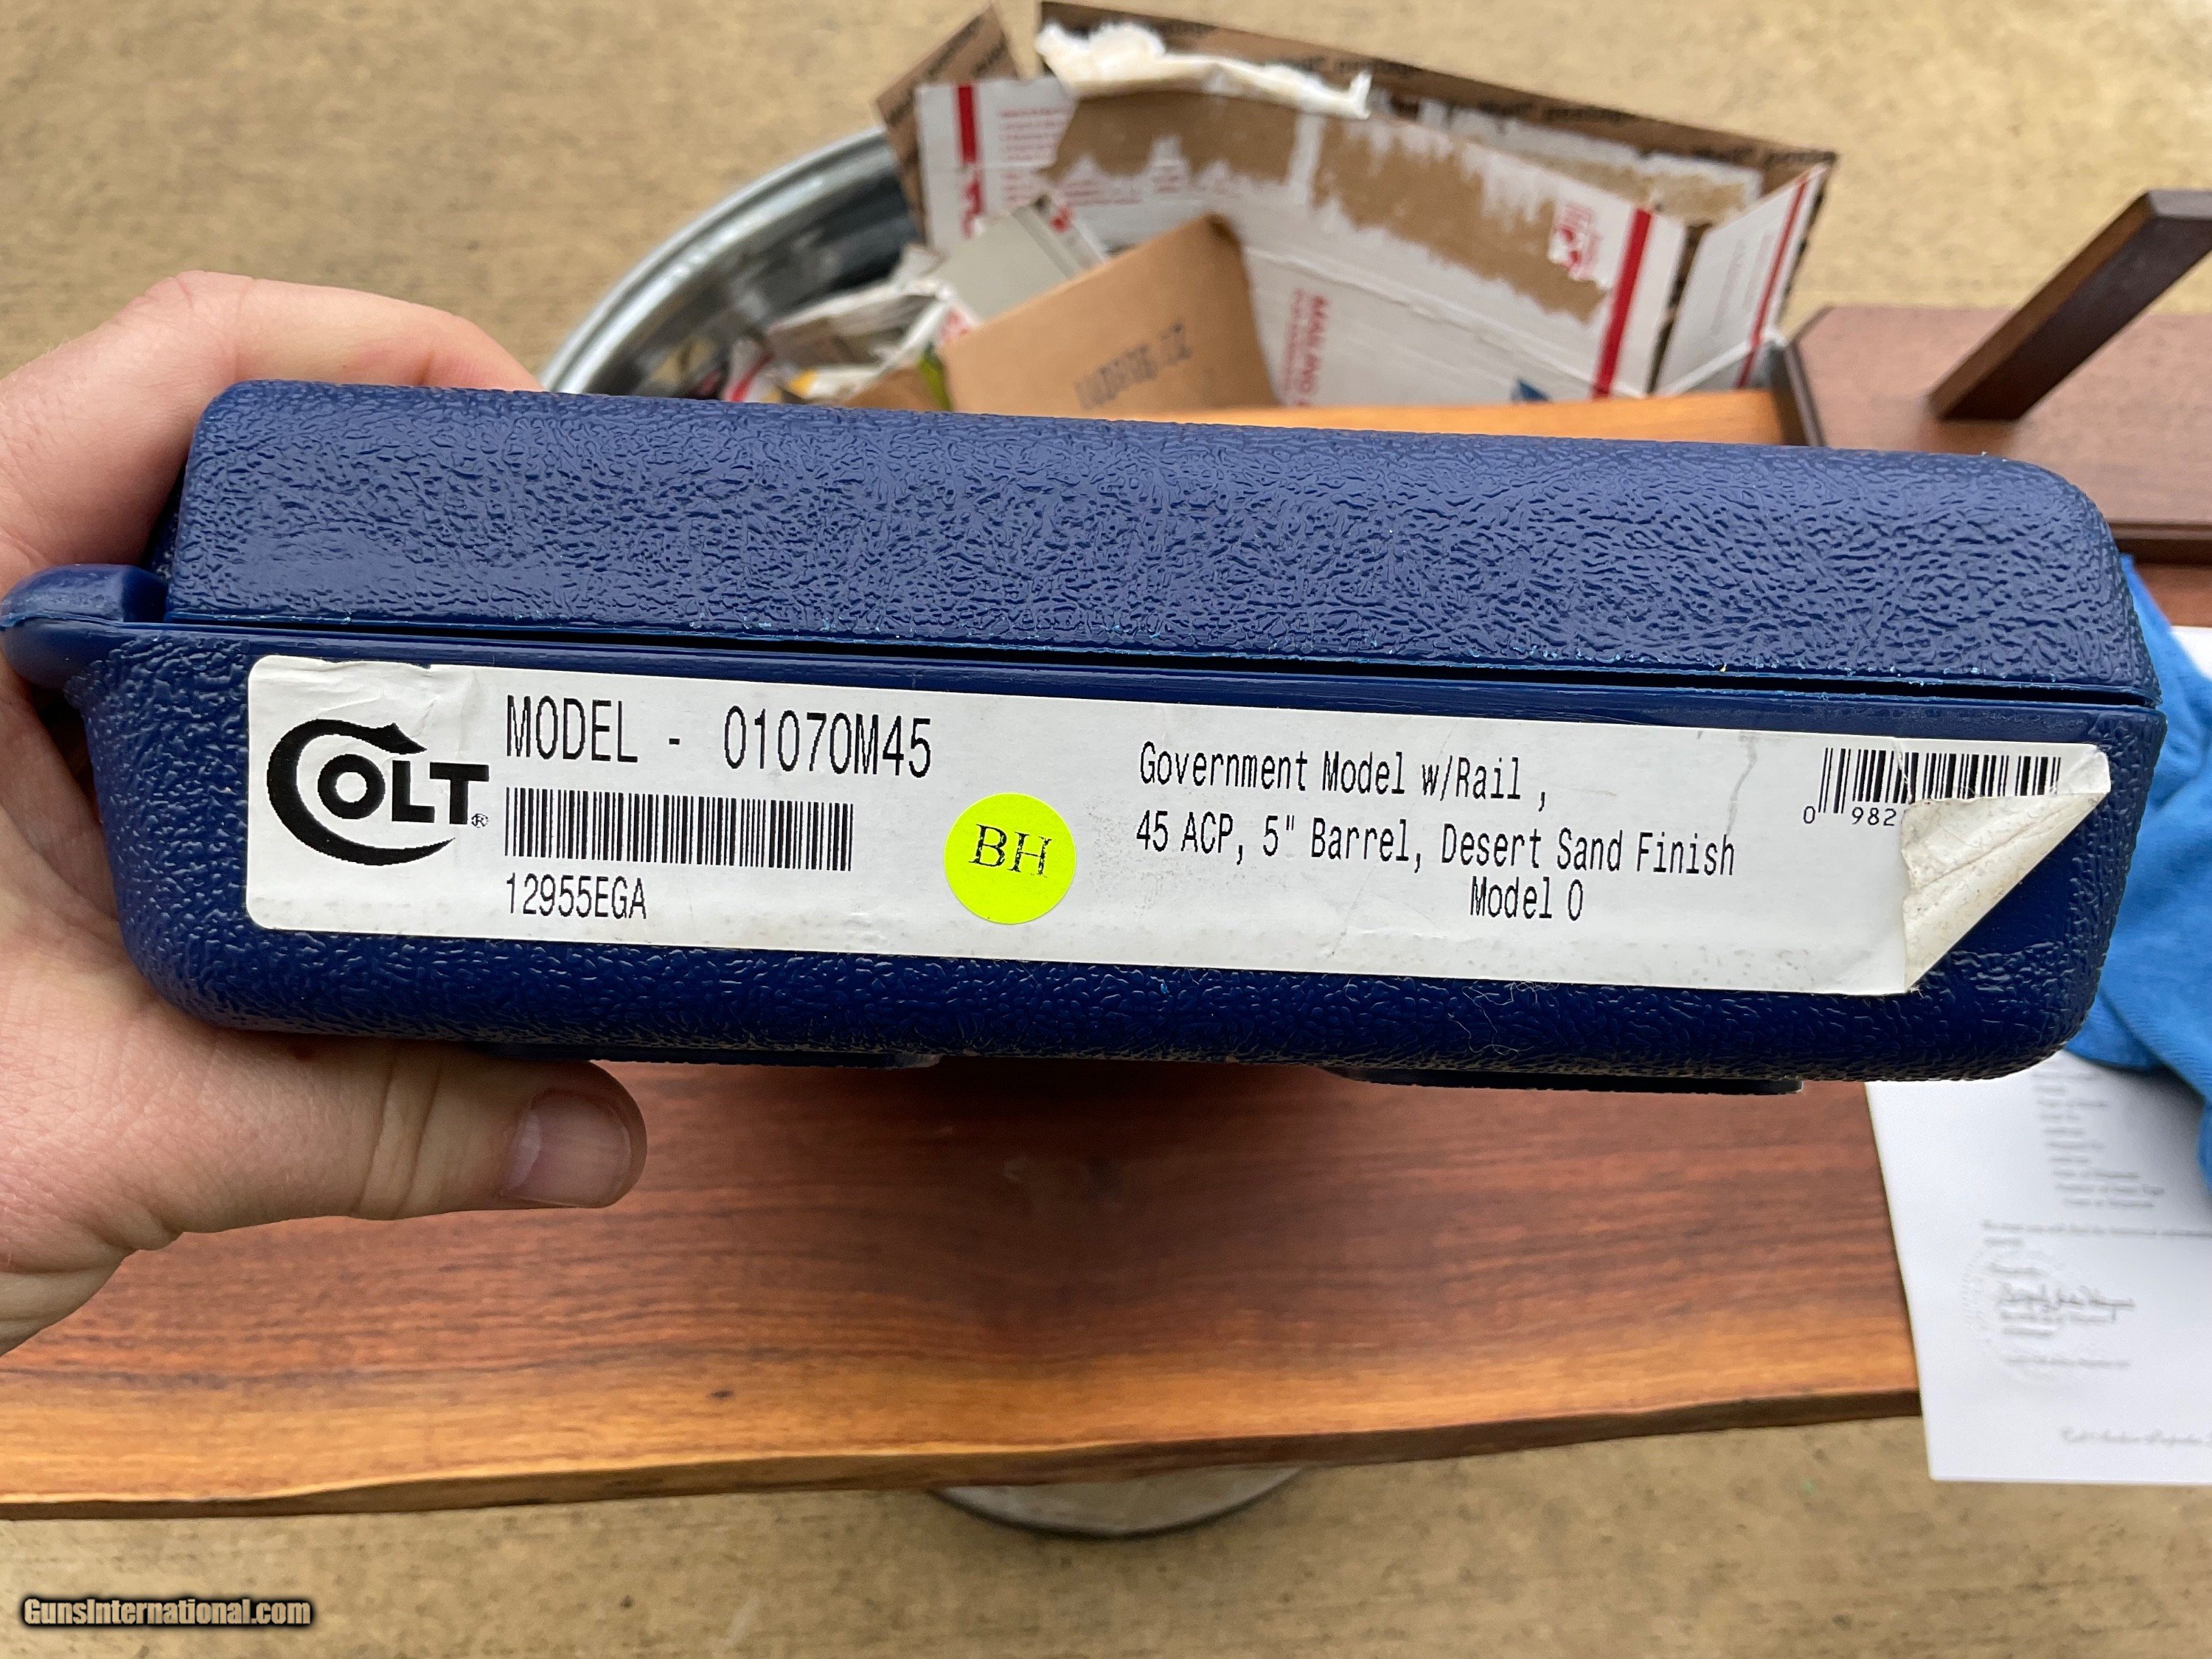 COLT®
MODEL - 01070M45
12955EGA
BH
Government Model w/Rail ,
45 ACP, 5" Barrel, Desert Sand Finish
Model O
0 982
GunsInternational.com